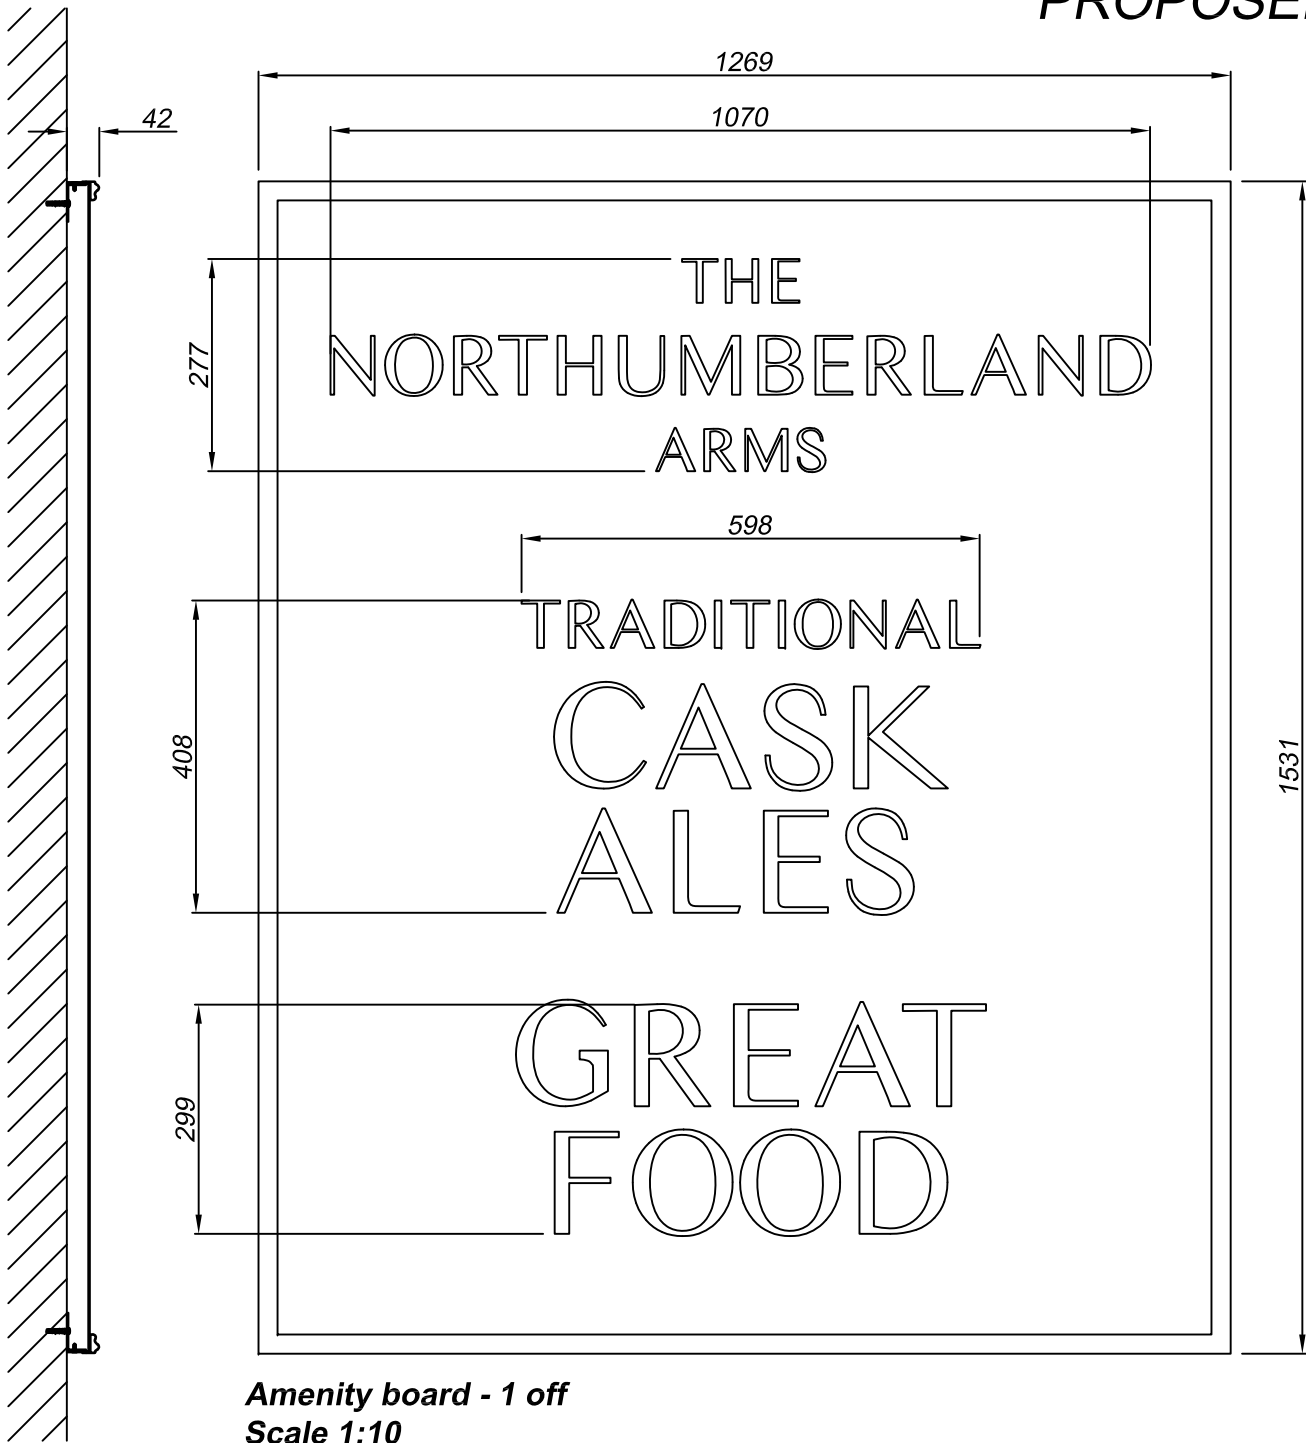 PROPOSED
1269
1070
42
THE
NORTHUMBERLAND
ARMS
277
598
TRADITIONAL
CASK
ALES
408
1531
GREAT
FOOD
299
Amenity board - 1 off
Scale 1:10